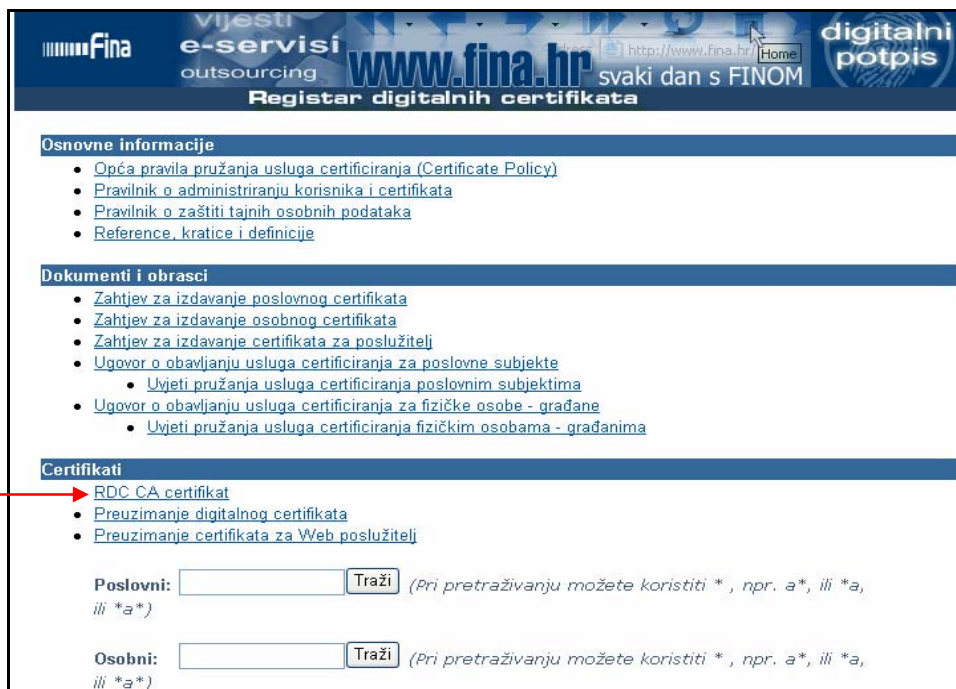 Fina
vijesti
e-servisi
outsourcing
www.fina.hr
http://www.fina.hr/
Home
svaki dan s FINOM
digitalni
potpis
Registar digitalnih certifikata
Osnovne informacije
Opća pravila pružanja usluga certificiranja (Certificate Policy)
Pravilnik o administriranju korisnika i certifikata
Pravilnik o zaštiti tajnih osobnih podataka
Reference, kratice i definicije
Dokumenti i obrasci
Zahtjev za izdavanje poslovnog certifikata
Zahtjev za izdavanje osobnog certifikata
Zahtjev za izdavanje certifikata za poslužitelj
Ugovor o obavljanju usluga certificiranja za poslovne subjekte
Uvjeti pružanja usluga certificiranja poslovnim subjektima
Ugovor o obavljanju usluga certificiranja za fizičke osobe - građane
Uvjeti pružanja usluga certificiranja fizičkim osobama - građanima
Certifikati
RDC CA certifikat
Preuzimanje digitalnog certifikata
Preuzimanje certifikata za Web poslužitelj
Poslovni: Traži (Pri pretraživanju možete koristiti * , npr. a*, ili *a,
ili *a*)
Osobni: Traži (Pri pretraživanju možete koristiti * , npr. a*, ili *a,
ili *a*)